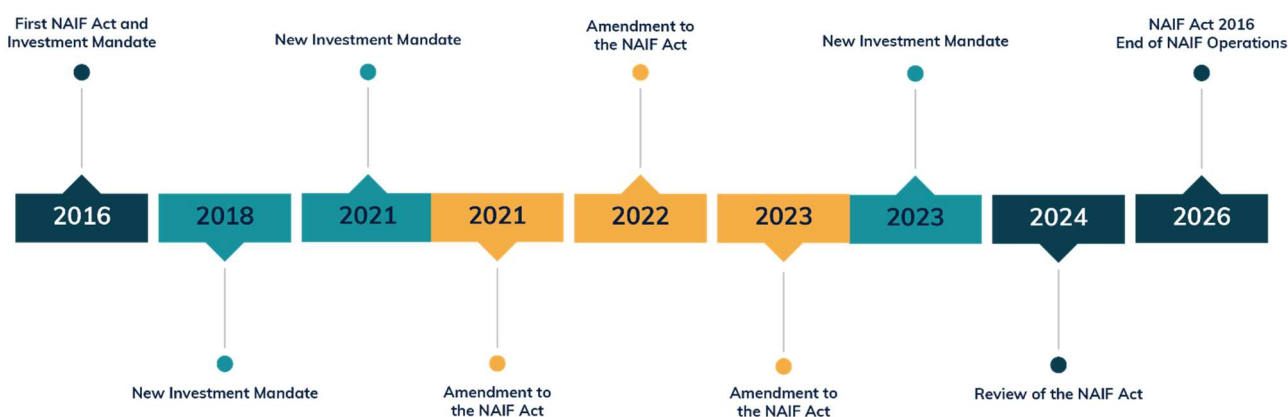 First NAIF Act and
Investment Mandate
New Investment Mandate
Amendment to
the NAIF Act
New Investment Mandate
NAIF Act 2016
End of NAIF Operations
2016
2018
2021
2021
2022
2023
2023
2024
2026
New Investment Mandate
Amendment to
the NAIF Act
Amendment to
the NAIF Act
Review of the NAIF Act